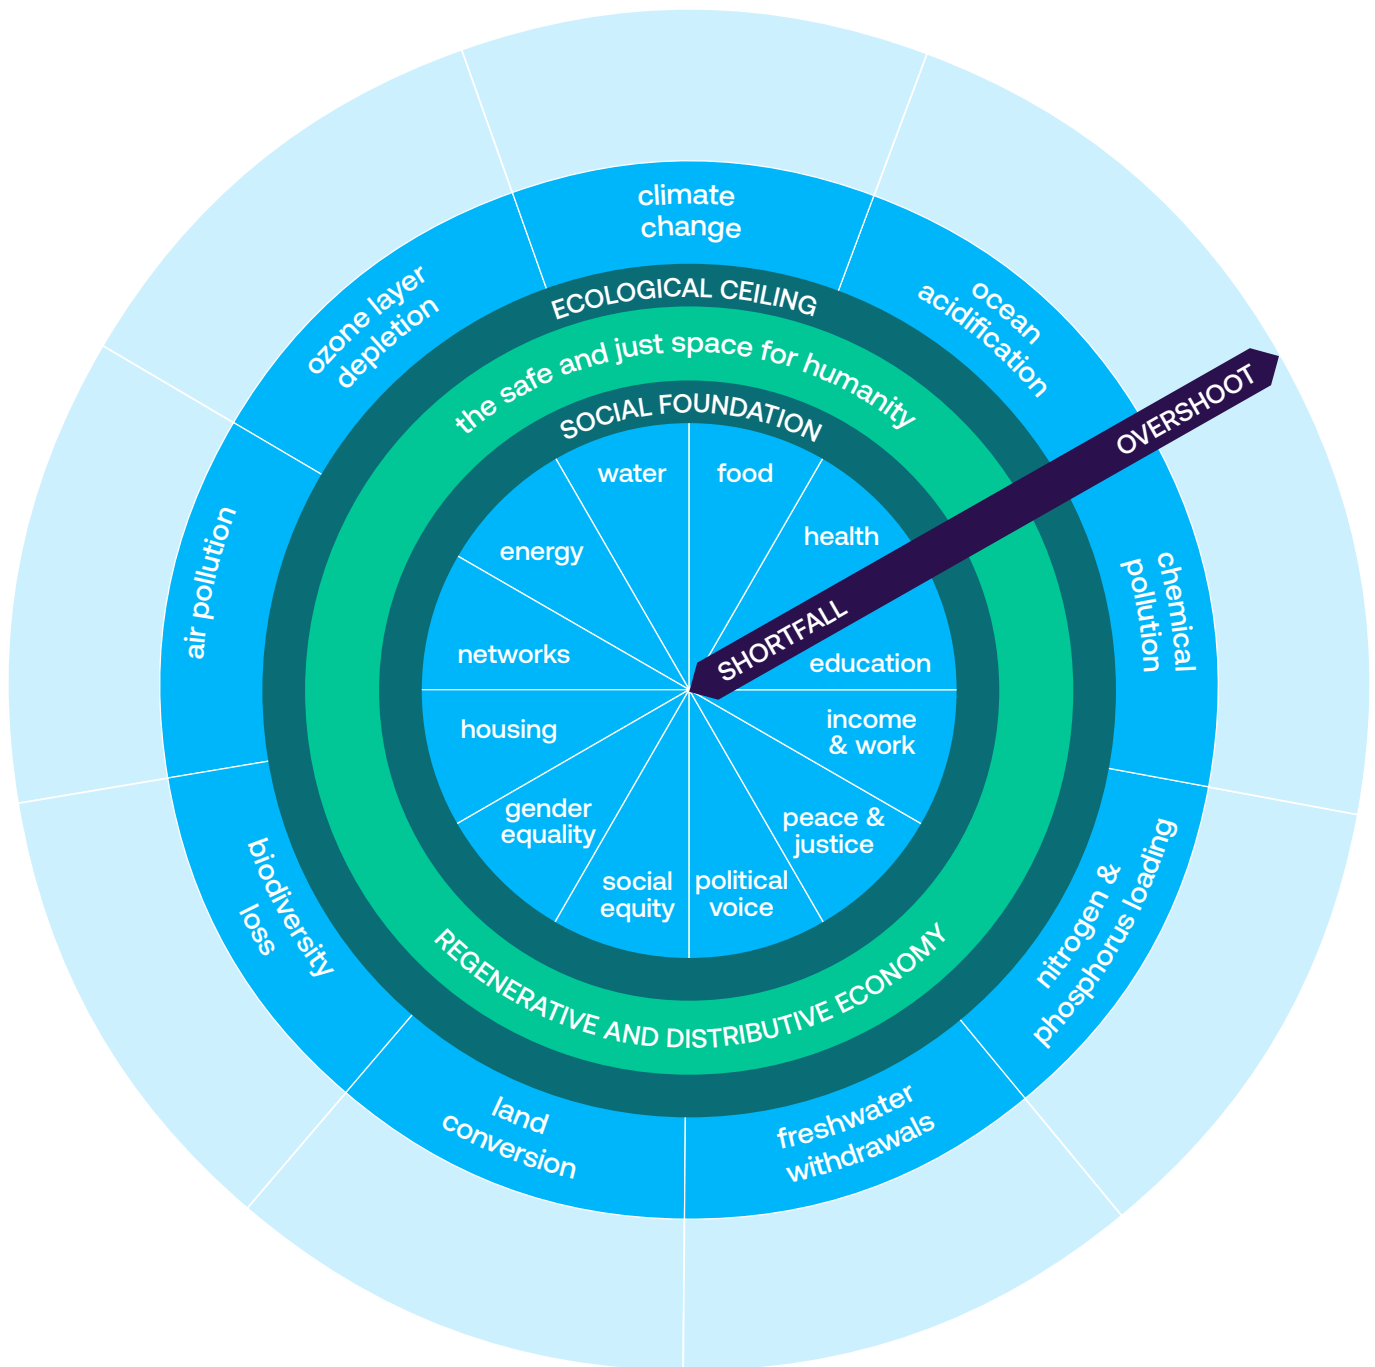 climate
change
ocean
acidification
chemical
pollution
nitrogen &
phosphorus loading
freshwater
withdrawals
land
conversion
biodiversity
loss
air pollution
ozone layer
depletion
ECOLOGICAL CEILING
the safe and just space for humanity
SOCIAL FOUNDATION
water
food
health
education
income
& work
peace &
justice
political
voice
social
equity
gender
equality
housing
networks
energy
SHORTFALL
OVERSHOOT
REGENERATIVE AND DISTRIBUTIVE ECONOMY